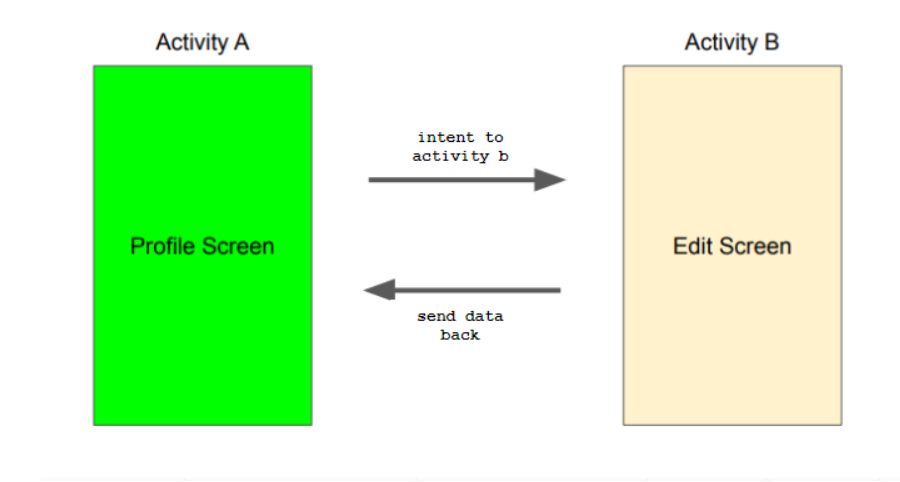 Activity A
Activity B
intent to
activity b
Profile Screen
Edit Screen
send data
back